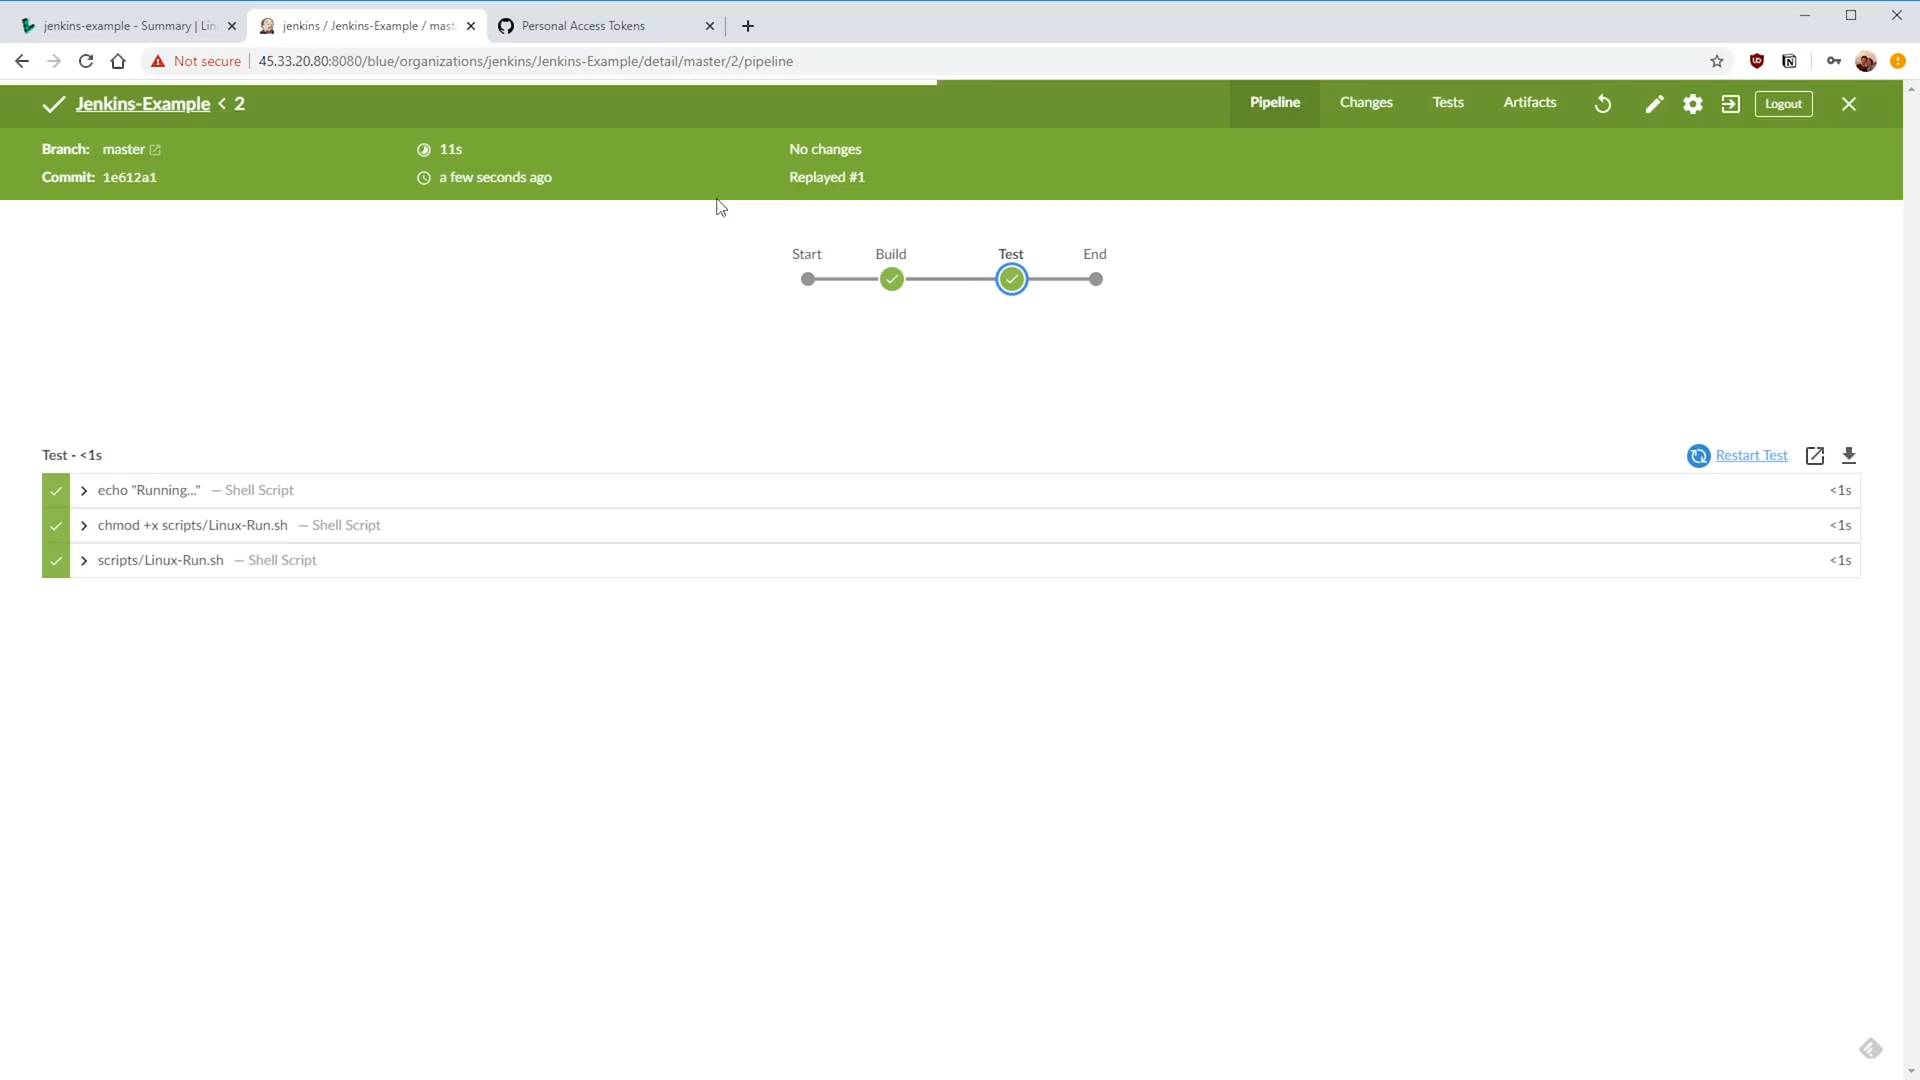 jenkins-example - Summary | Lin
jenkins / Jenkins-Example / mast
Personal Access Tokens
Not secure
45.33.20.80:8080/blue/organizations/jenkins/Jenkins-Example/detail/master/2/pipeline
Jenkins-Example < 2
Pipeline
Changes
Tests
Artifacts
Logout
Branch: master
11s
No changes
Commit: 1e612a1
a few seconds ago
Replayed #1
Start
Build
Test
End
Test - <1s
Restart Test
echo "Running..." — Shell Script
<1s
chmod +x scripts/Linux-Run.sh — Shell Script
<1s
scripts/Linux-Run.sh — Shell Script
<1s